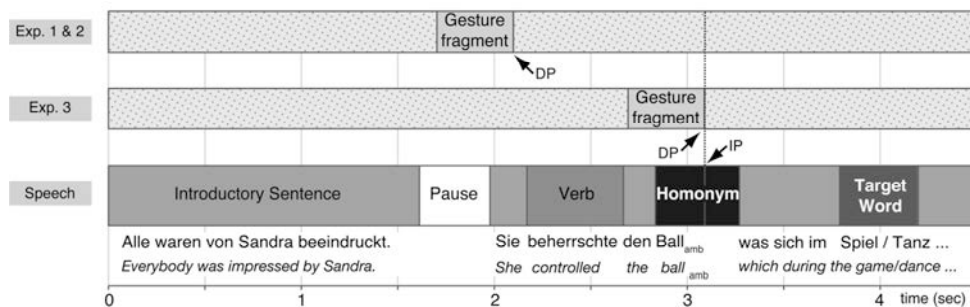 Exp. 1 & 2
Gesture
fragment
DP
Exp. 3
Gesture
fragment
DP
IP
Speech
Introductory Sentence
Pause
Verb
Homonym
Target
Word
Alle waren von Sandra beeindruckt.
Sie beherrschte den Ball amb
was sich im Spiel / Tanz ...
Everybody was impressed by Sandra.
She controlled the ball amb
which during the game/dance ...
0 1 2 3 4 time (sec)